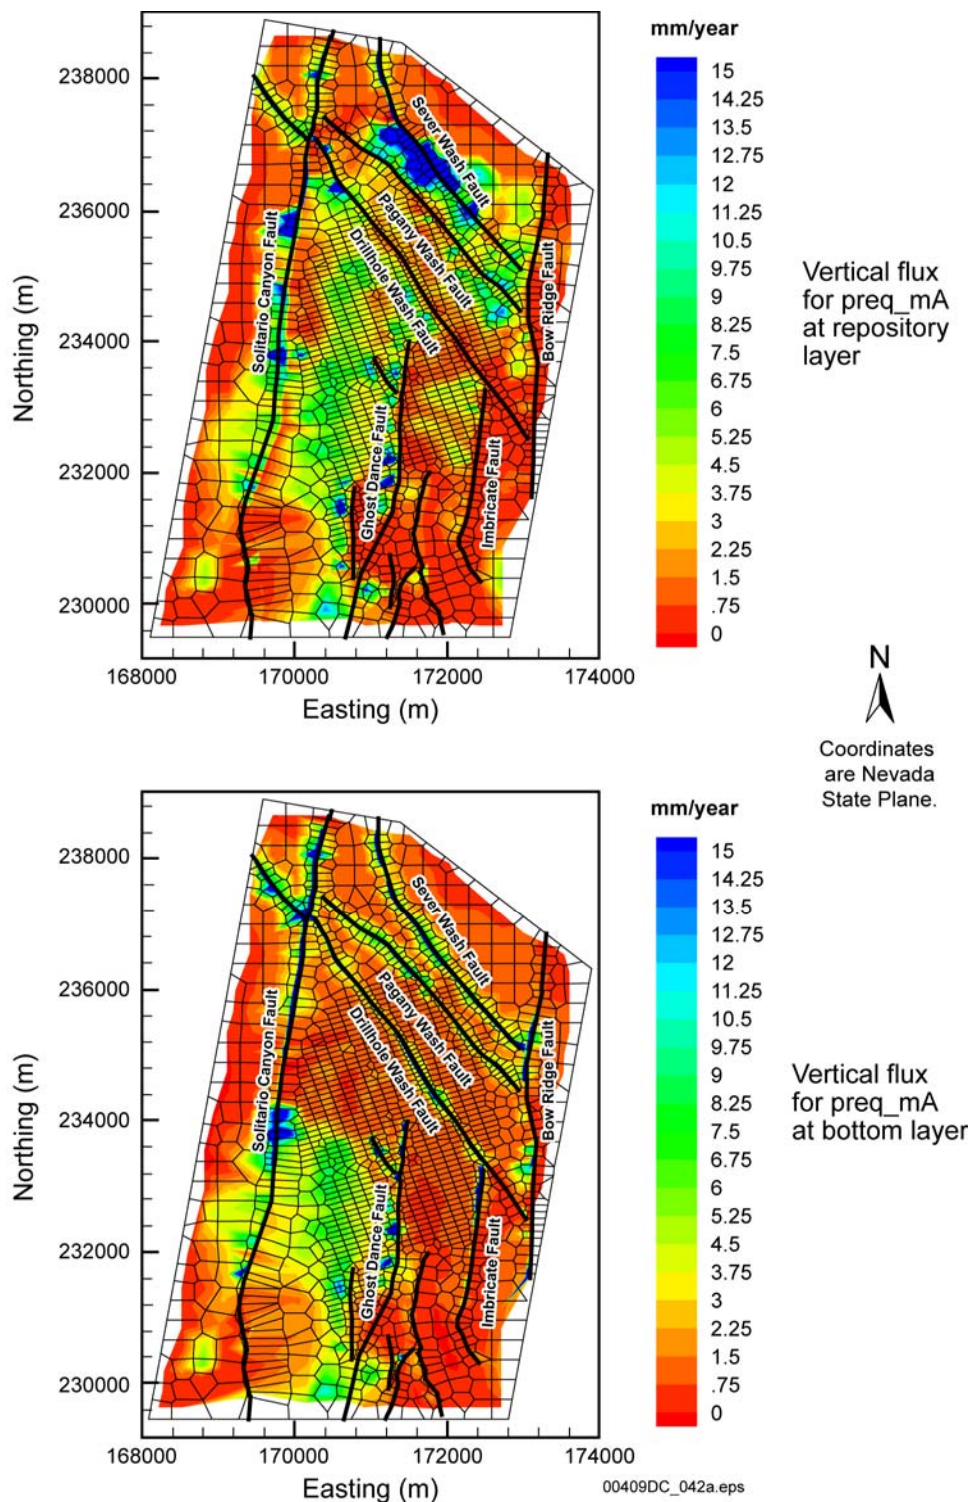 mm/year
15
14.25
13.5
12.75
12
11.25
10.5
9.75
9
8.25
7.5
6.75
6
5.25
4.5
3.75
3
2.25
1.5
.75
0
238000
236000
234000
232000
230000
Northing (m)
168000
170000
172000
174000
Easting (m)
Solitario Canyon Fault
Sever Wash Fault
Pagany Wash Fault
Drillhole Wash Fault
Bow Ridge Fault
Ghost Dance Fault
Imbricate Fault
Vertical flux
for preq_mA
at repository
layer
N
Coordinates
are Nevada
State Plane.
mm/year
15
14.25
13.5
12.75
12
11.25
10.5
9.75
9
8.25
7.5
6.75
6
5.25
4.5
3.75
3
2.25
1.5
.75
0
238000
236000
234000
232000
230000
Northing (m)
168000
170000
172000
174000
Easting (m)
Solitario Canyon Fault
Sever Wash Fault
Pagany Wash Fault
Drillhole Wash Fault
Bow Ridge Fault
Ghost Dance Fault
Imbricate Fault
Vertical flux
for preq_mA
at bottom layer
00409DC_042a.eps